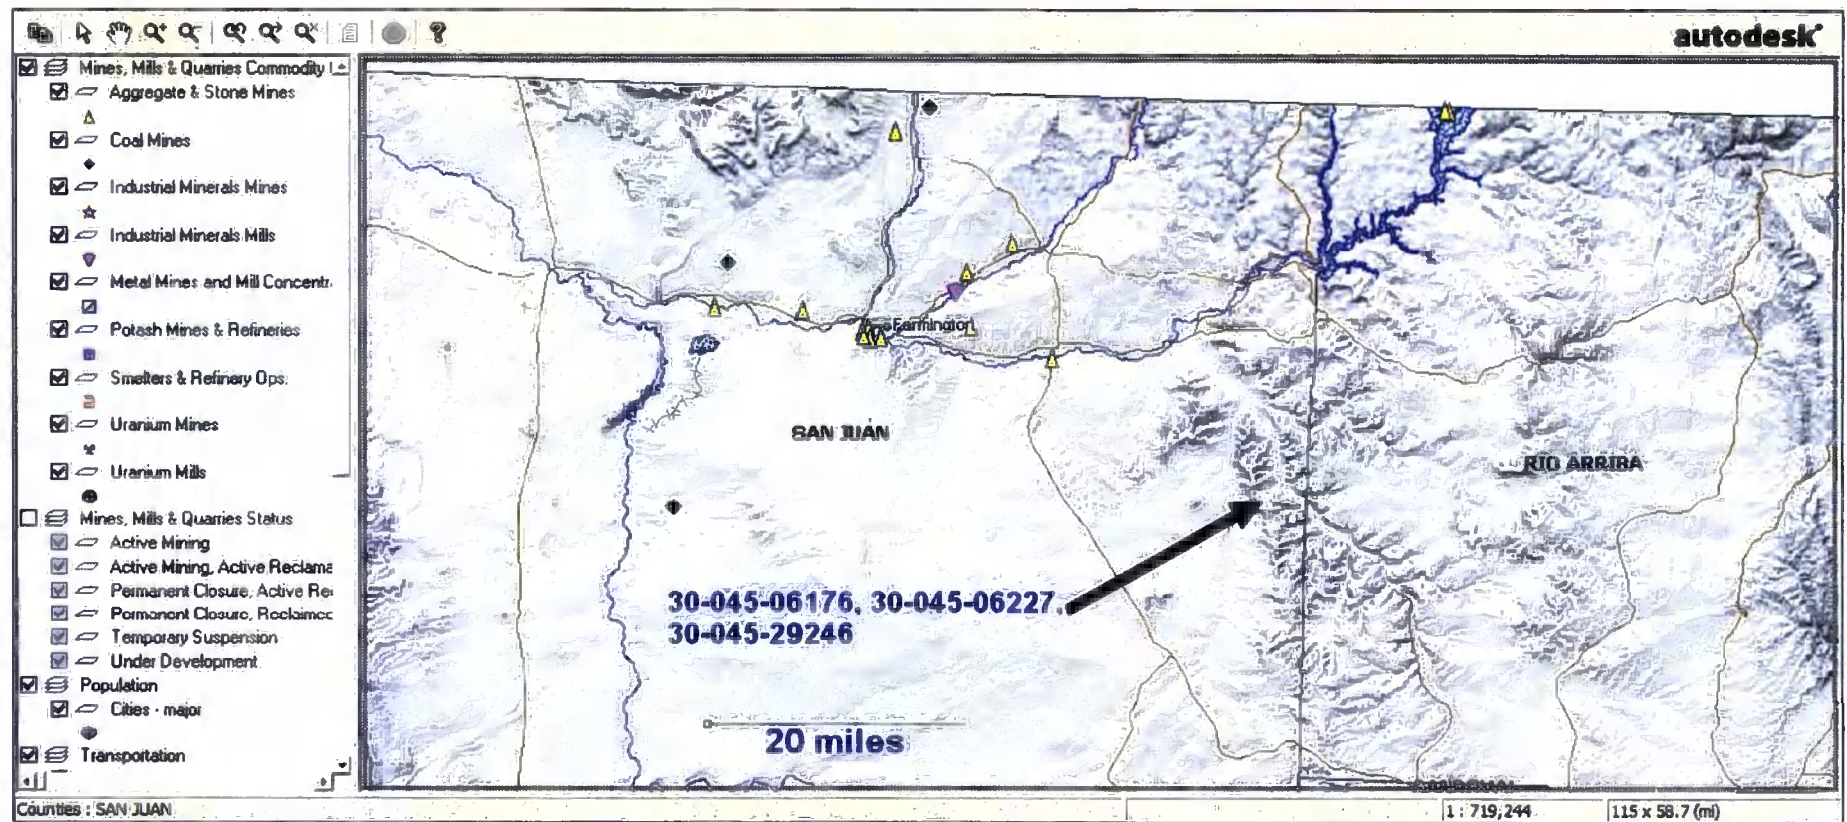 autodesk
Mines, Mills & Quarries Commodity
Aggregate & Stone Mines
Coal Mines
Industrial Minerals Mines
Industrial Minerals Mills
Metal Mines and Mill Concentr
Potash Mines & Refineries
Smelters & Refinery Ops.
Uranium Mines
Uranium Mills
Mines, Mills & Quarries Status
Active Mining
Active Mining, Active Reclama
Permanent Closure, Active Re
Permanent Closure, Reclaimed
Temporary Suspension
Under Development
Population
Cities - major
Transportation
Farmington
SAN JUAN
RIO ARRIBA
30-045-06176, 30-045-06227,
30-045-29246
20 miles
Counties : SAN JUAN
1 : 719,244
115 x 58.7 (mi)